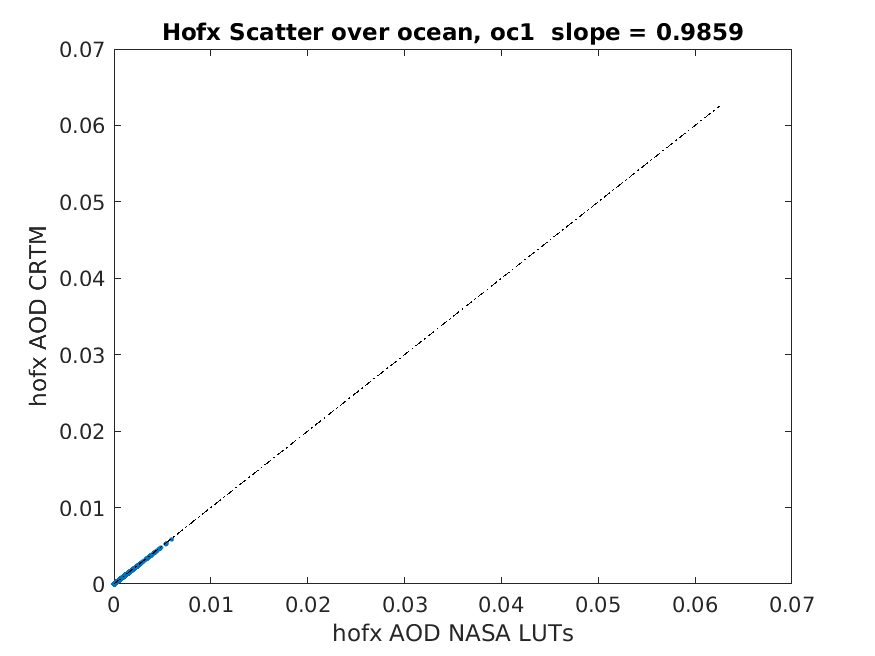 Hofx Scatter over ocean, oc1  slope = 0.9859
0.07
0.06
0.05
0.04
0.03
0.02
0.01
0
hofx AOD CRTM
0 0.01 0.02 0.03 0.04 0.05 0.06 0.07
hofx AOD NASA LUTs